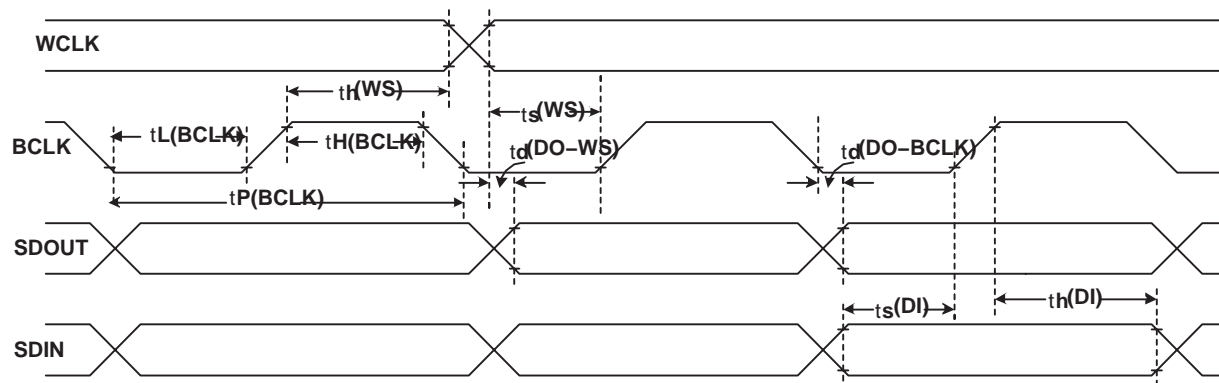 WCLK
th(WS)
ts(WS)
BCLK
tL(BCLK)
tH(BCLK)
td(DO–WS)
td(DO–BCLK)
tP(BCLK)
SDOUT
ts(DI)
th(DI)
SDIN